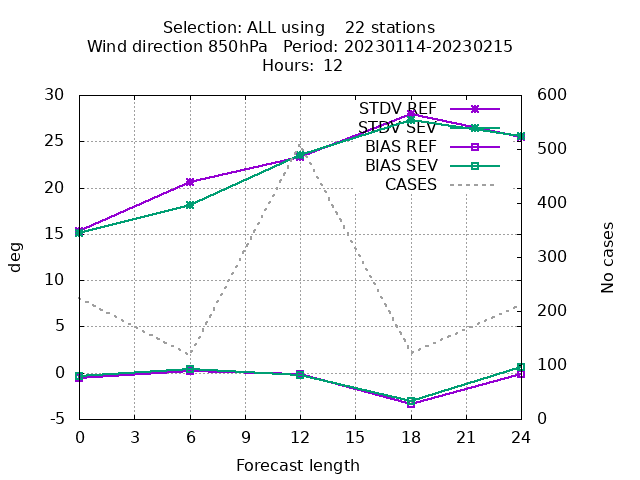 Selection: ALL using    22 stations
Wind direction 850hPa   Period: 20230114-20230215
Hours:  12
30 600
STDV REF
25 500
STDV SEV
BIAS REF
BIAS SEV
20 400
CASES
15
deg
No cases
300
10
200
5
0 100
-5 0
0 3 6 9 12 15 18 21 24
Forecast length